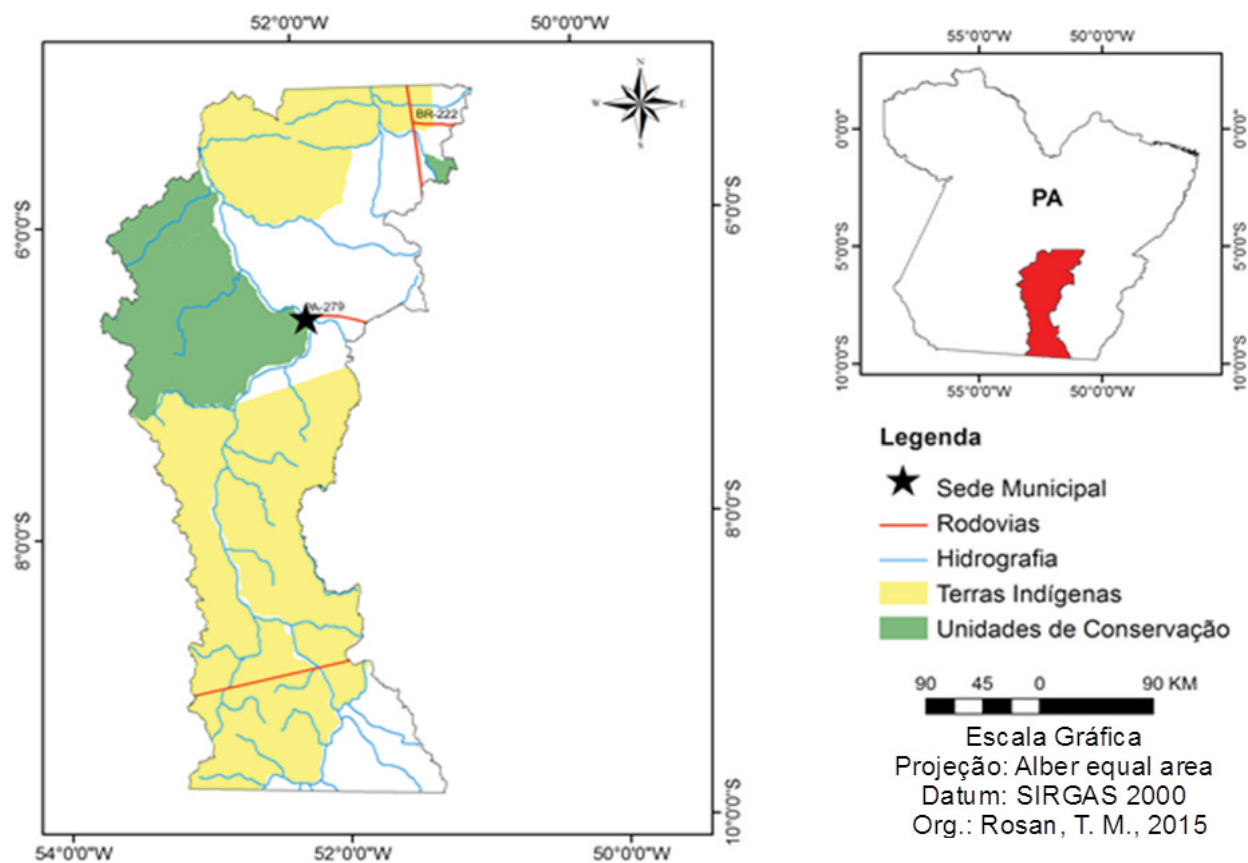 52°0'0"W
50°0'0"W
N
W
E
S
BR-222
6°0'0"S
6°0'0"S
PA-279
8°0'0"S
8°0'0"S
10°0'0"S
54°0'0"W
52°0'0"W
50°0'0"W
55°0'0"W
50°0'0"W
0°0'0"
0°0'0"
PA
5°0'0"S
5°0'0"S
10°0'0"S
10°0'0"S
55°0'0"W
50°0'0"W
Legenda
Sede Municipal
Rodovias
Hidrografia
Terras Indígenas
Unidades de Conservação
90 45 0 90 KM
Escala Gráfica
Projeção: Alber equal area
Datum: SIRGAS 2000
Org.: Rosan, T. M., 2015